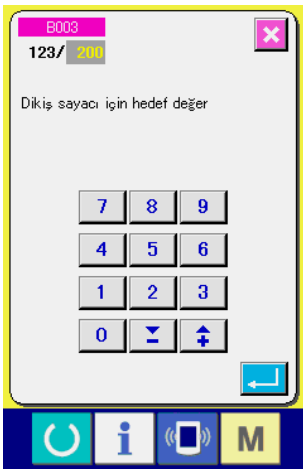 B003
123/ 200
Dikiş sayacı için hedef değer
7 8 9
4 5 6
1 2 3
0
i M